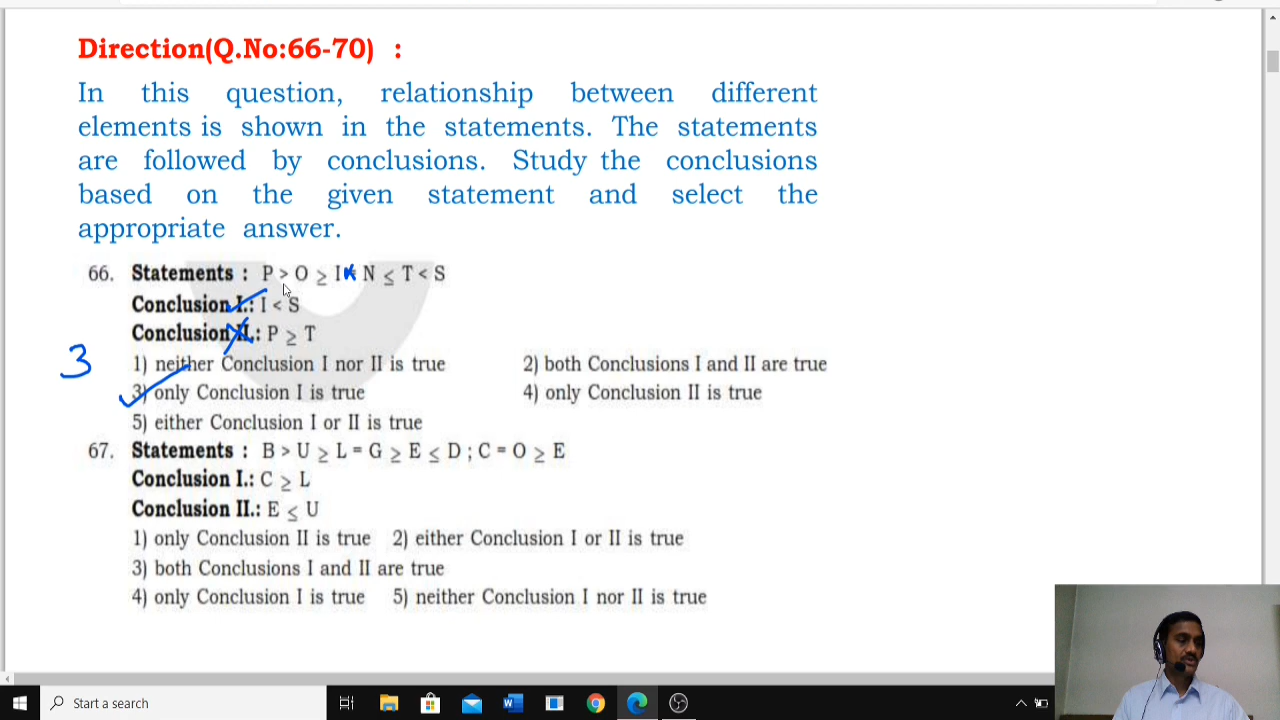 Direction(Q.No:66-70) :
In this question, relationship between different
elements is shown in the statements. The statements
are followed by conclusions. Study the conclusions
based on the given statement and select the
appropriate answer.
66. Statements : P > O ≥ I N ≤ T < S
Conclusion I.: I < S
Conclusion II.: P ≥ T
3
1) neither Conclusion I nor II is true 2) both Conclusions I and II are true
3) only Conclusion I is true 4) only Conclusion II is true
5) either Conclusion I or II is true
67. Statements : B > U ≥ L = G ≥ E ≤ D ; C = O ≥ E
Conclusion I.: C ≥ L
Conclusion II.: E ≤ U
1) only Conclusion II is true 2) either Conclusion I or II is true
3) both Conclusions I and II are true
4) only Conclusion I is true 5) neither Conclusion I nor II is true
Start a search